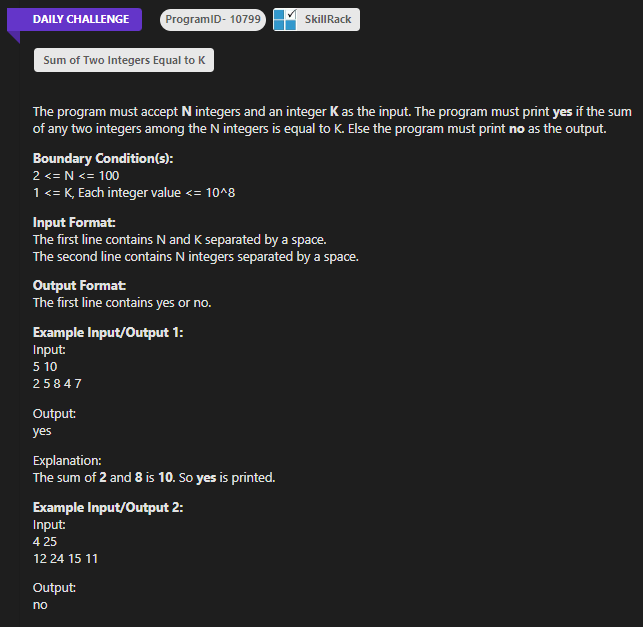 DAILY CHALLENGE
ProgramID- 10799
SkillRack
Sum of Two Integers Equal to K
The program must accept N integers and an integer K as the input. The program must print yes if the sum
of any two integers among the N integers is equal to K. Else the program must print no as the output.
Boundary Condition(s):
2 <= N <= 100
1 <= K, Each integer value <= 10^8
Input Format:
The first line contains N and K separated by a space.
The second line contains N integers separated by a space.
Output Format:
The first line contains yes or no.
Example Input/Output 1:
Input:
5 10
2 5 8 4 7
Output:
yes
Explanation:
The sum of 2 and 8 is 10. So yes is printed.
Example Input/Output 2:
Input:
4 25
12 24 15 11
Output:
no